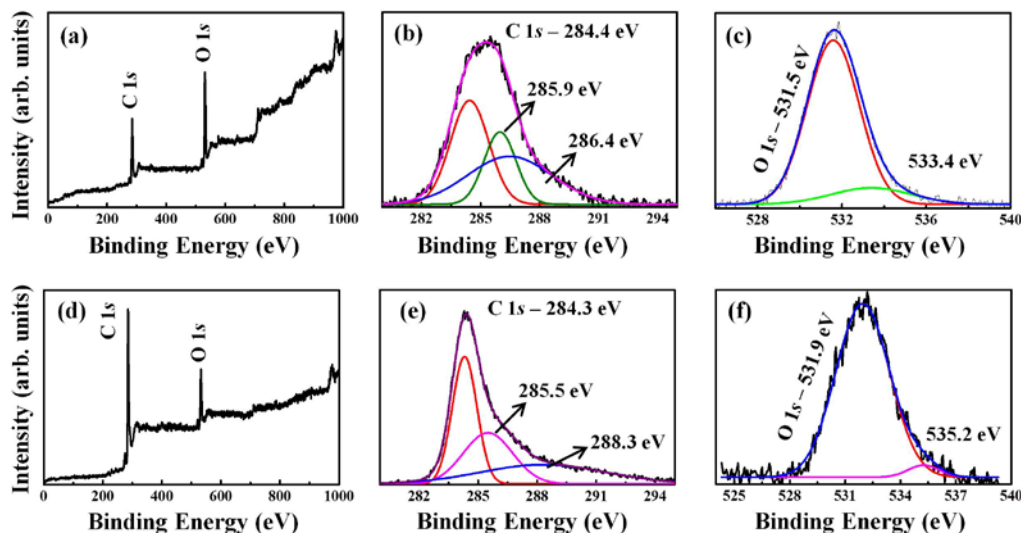 (a)
C 1s
O 1s
Intensity (arb. units)
0 200 400 600 800 1000
Binding Energy (eV)
(b)
C 1s – 284.4 eV
285.9 eV
286.4 eV
282 285 288 291 294
Binding Energy (eV)
(c)
O 1s – 531.5 eV
533.4 eV
528 532 536 540
Binding Energy (eV)
(d)
C 1s
O 1s
Intensity (arb. units)
0 200 400 600 800 1000
Binding Energy (eV)
(e)
C 1s – 284.3 eV
285.5 eV
288.3 eV
282 285 288 291 294
Binding Energy (eV)
(f)
O 1s – 531.9 eV
535.2 eV
525 528 531 534 537 540
Binding Energy (eV)